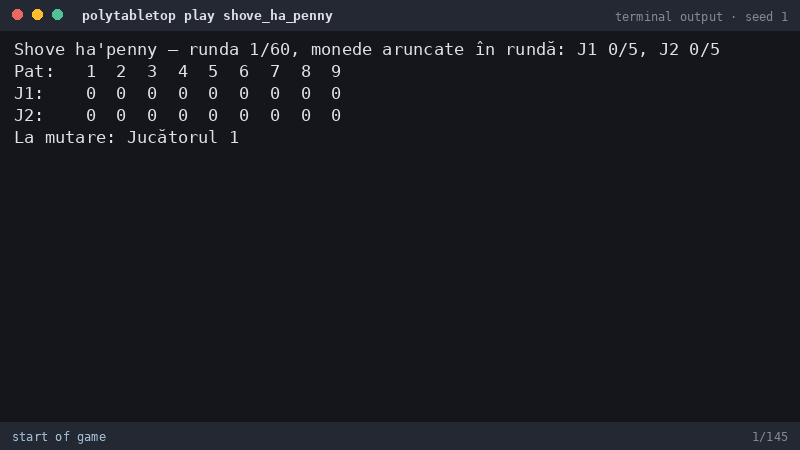 polytabletop play shove_ha_penny
terminal output · seed 1
Shove ha'penny — runda 1/60, monede aruncate în rundă: J1 0/5, J2 0/5
Pat: 1 2 3 4 5 6 7 8 9
J1: 0 0 0 0 0 0 0 0 0
J2: 0 0 0 0 0 0 0 0 0
La mutare: Jucătorul 1
start of game
1/145